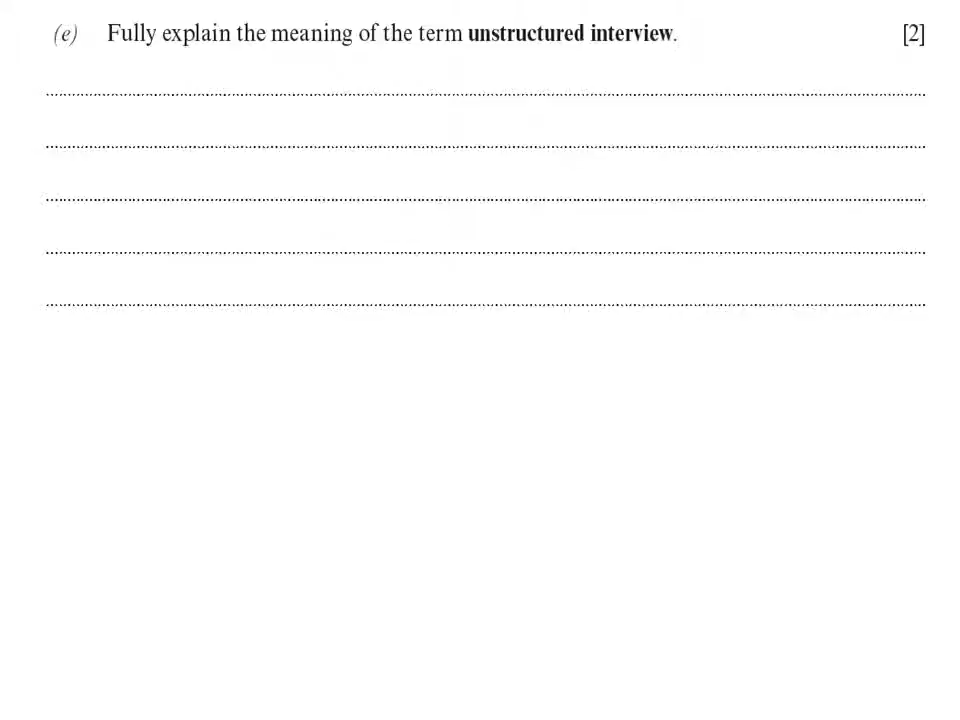 (e) Fully explain the meaning of the term unstructured interview. [2]